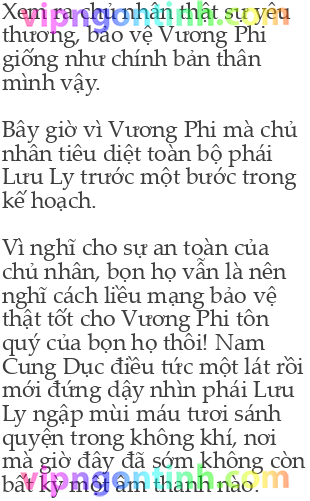 vipngontinh.com
Xem ra chủ nhân thật sự yêu
thương, bảo vệ Vương Phi
giống như chính bản thân
mình vậy.
Bây giờ vì Vương Phi mà chủ
nhân tiêu diệt toàn bộ phái
Lưu Ly trước một bước trong
kế hoạch.
Vì nghĩ cho sự an toàn của
chủ nhân, bọn họ vẫn là nên
nghĩ cách liều mạng bảo vệ
thật tốt cho Vương Phi tôn
quý của bọn họ thôi! Nam
Cung Dục điều tức một lát rồi
mới đứng dậy nhìn phái Lưu
Ly ngập mùi máu tươi sánh
quyện trong không khí, nơi
mà giờ đây đã sớm không còn
bất kỳ một âm thanh nào.
vipngontinh.com